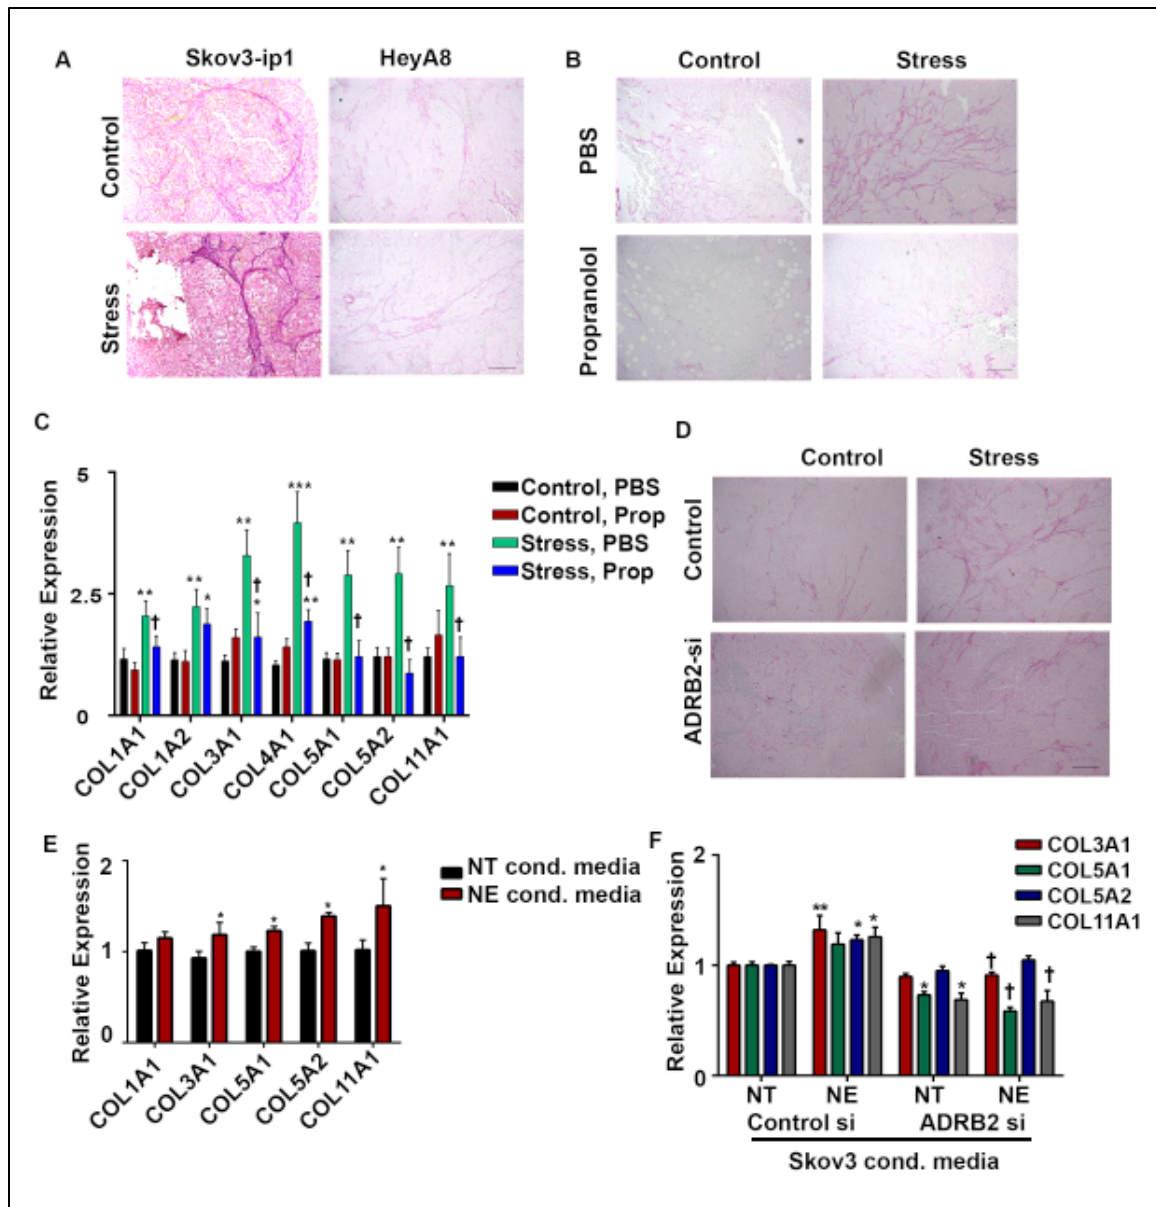 A
Skov3-ip1
HeyA8
Control
Stress
B
Control
Stress
PBS
Propranolol
C
Relative Expression
5
2.5
0
** † ** * ** † * *** † ** ** † ** † ** †
Control, PBS
Control, Prop
Stress, PBS
Stress, Prop
COL1A1
COL1A2
COL3A1
COL4A1
COL5A1
COL5A2
COL11A1
D
Control
Stress
Control
ADRB2-si
E
Relative Expression
2
1
0
* * * *
NT cond. media
NE cond. media
COL1A1
COL3A1
COL5A1
COL5A2
COL11A1
F
Relative Expression
2
1
0
** * * * * † † †
COL3A1
COL5A1
COL5A2
COL11A1
NT NE NT NE
Control si ADRB2 si
Skov3 cond. media